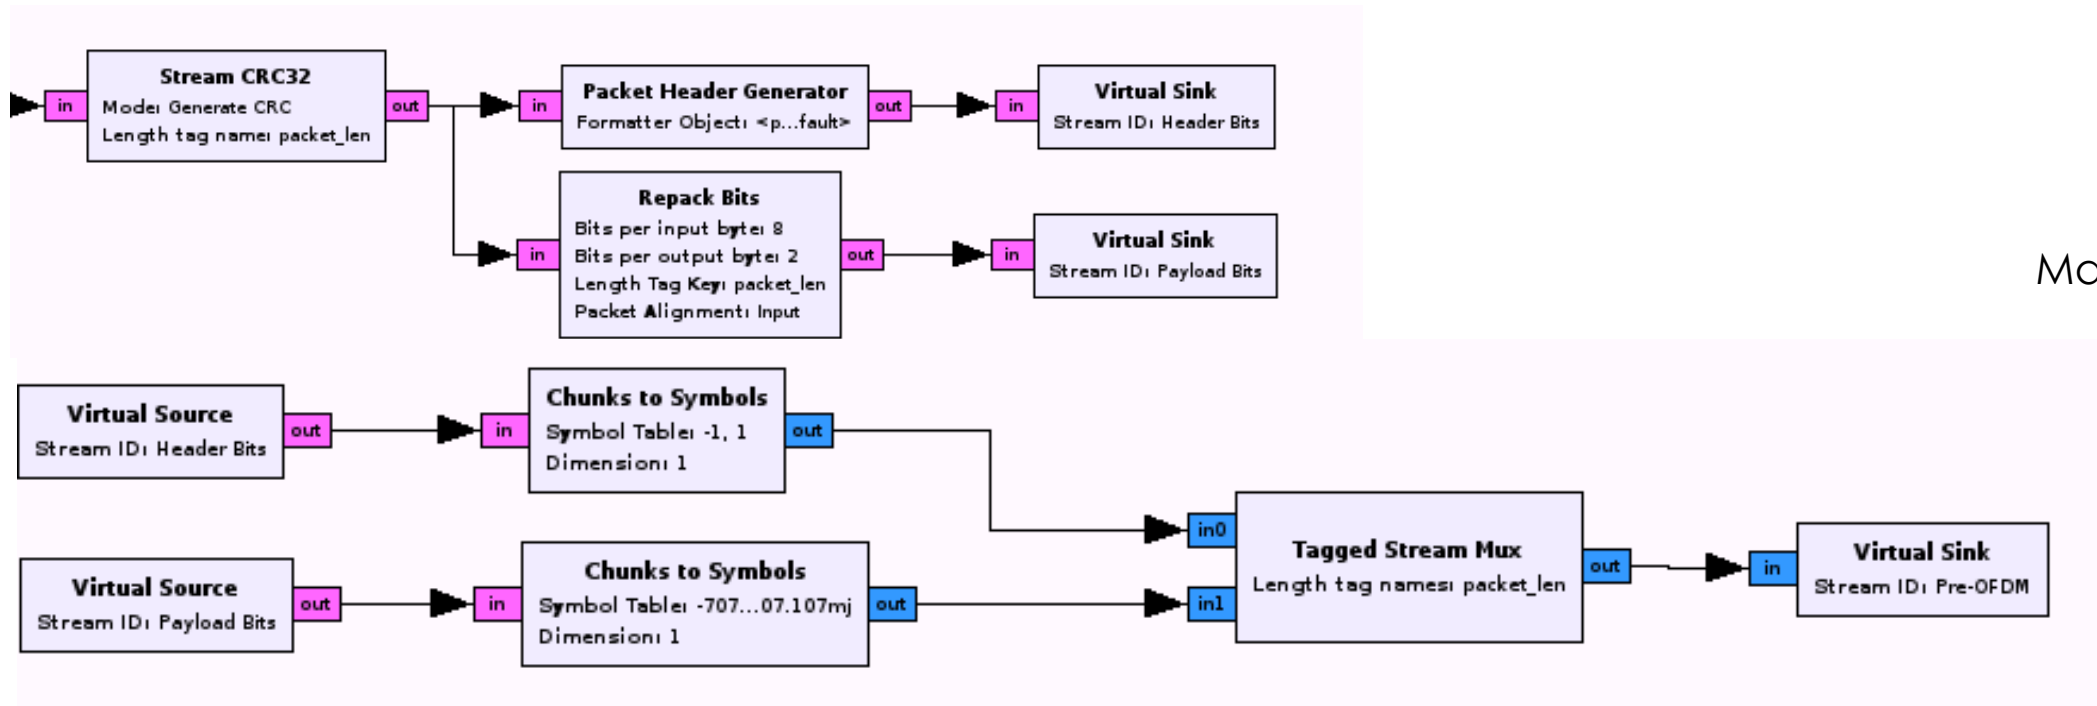 Stream CRC32
in
Mode: Generate CRC
out
Length tag name: packet_len
in
Packet Header Generator
Formatter Object: <p...fault>
out
in
Virtual Sink
Stream ID: Header Bits
in
Repack Bits
Bits per input byte: 8
Bits per output byte: 2
Length Tag Key: packet_len
Packet Alignment: Input
out
in
Virtual Sink
Stream ID: Payload Bits
Mo
Virtual Source
Stream ID: Header Bits
out
in
Chunks to Symbols
Symbol Table: -1, 1
Dimension: 1
out
Virtual Source
Stream ID: Payload Bits
out
in
Chunks to Symbols
Symbol Table: -707...07.107mj
Dimension: 1
out
in0
in1
Tagged Stream Mux
Length tag names: packet_len
out
in
Virtual Sink
Stream ID: Pre-OFDM